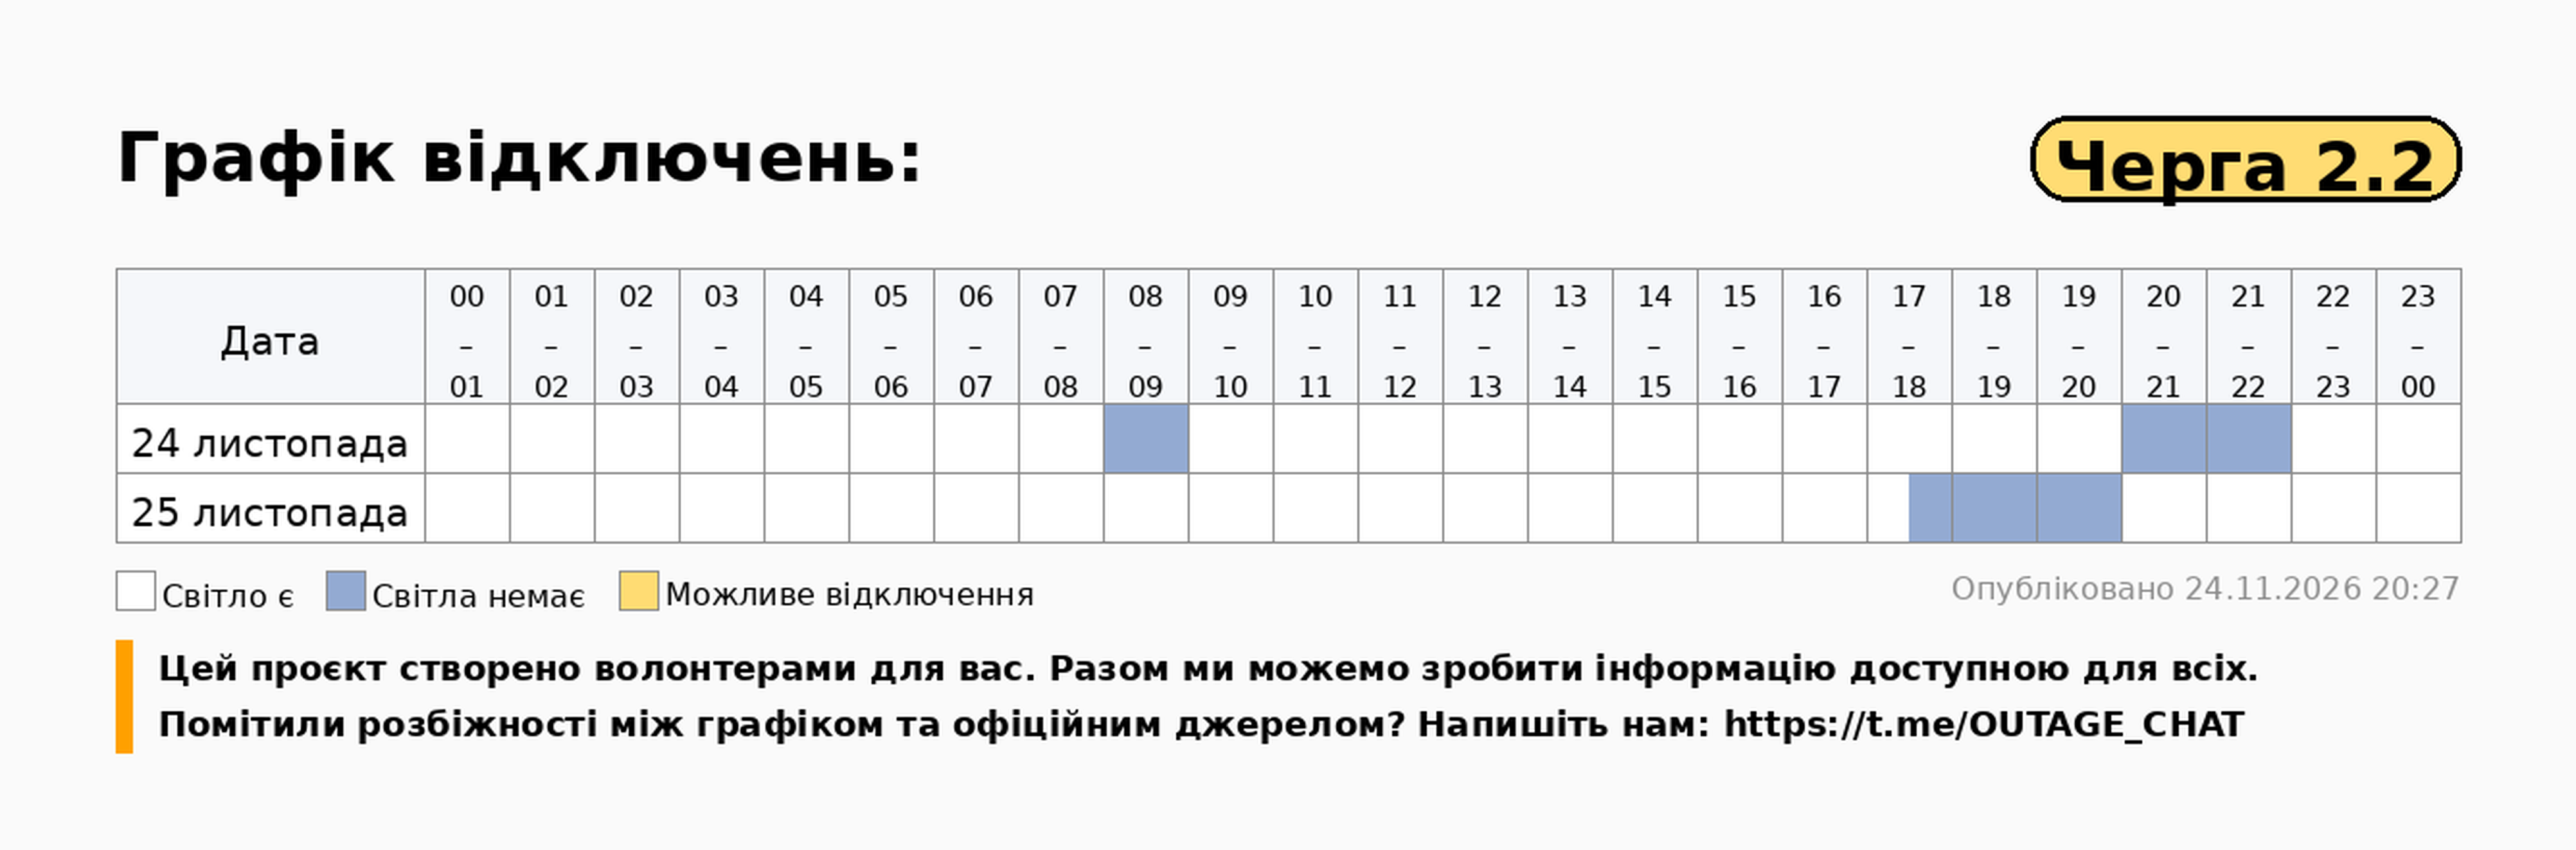 Графік відключень:
Черга 2.2
Дата
00 – 01
01 – 02
02 – 03
03 – 04
04 – 05
05 – 06
06 – 07
07 – 08
08 – 09
09 – 10
10 – 11
11 – 12
12 – 13
13 – 14
14 – 15
15 – 16
16 – 17
17 – 18
18 – 19
19 – 20
20 – 21
21 – 22
22 – 23
23 – 00
24 листопада
25 листопада
Світло є
Світла немає
Можливе відключення
Опубліковано 24.11.2026 20:27
Цей проєкт створено волонтерами для вас. Разом ми можемо зробити інформацію доступною для всіх.
Помітили розбіжності між графіком та офіційним джерелом? Напишіть нам: https://t.me/OUTAGE_CHAT